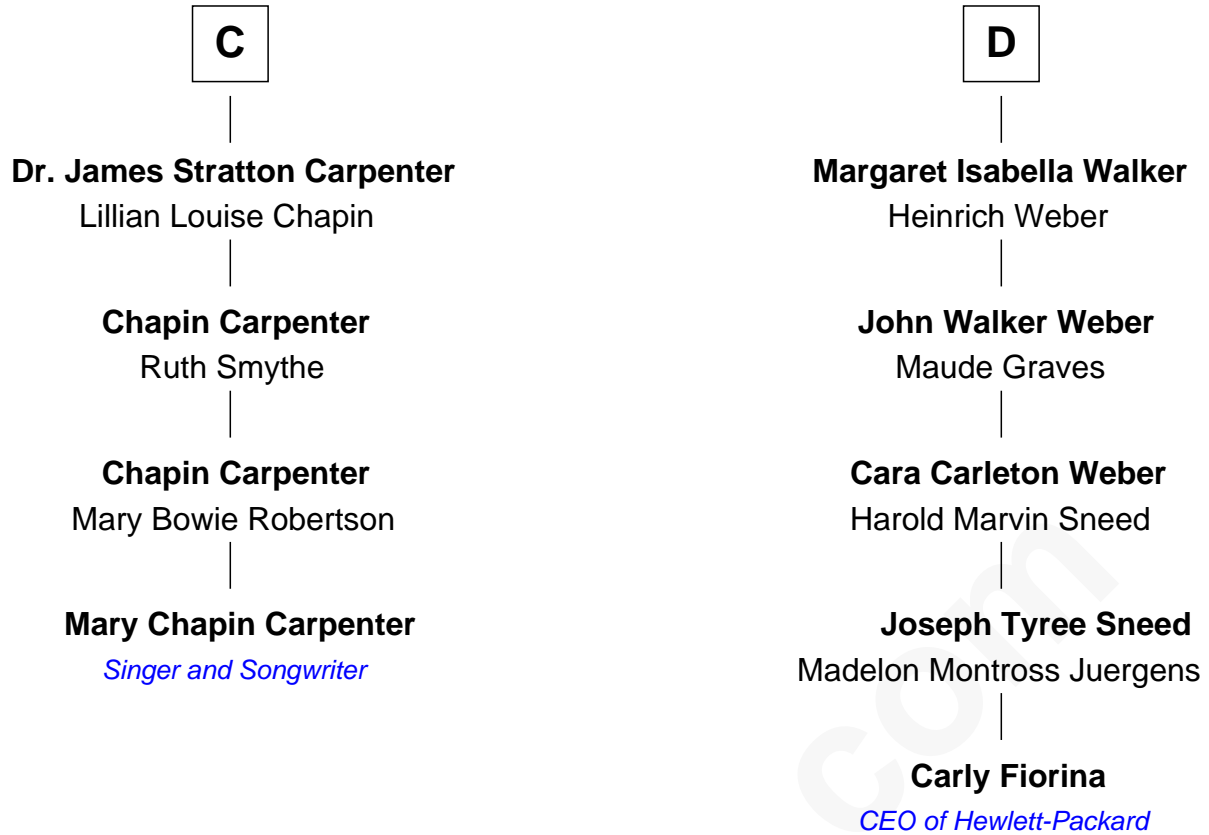 C
Dr. James Stratton Carpenter
Lillian Louise Chapin
Chapin Carpenter
Ruth Smythe
Chapin Carpenter
Mary Bowie Robertson
Mary Chapin Carpenter
Singer and Songwriter
D
Margaret Isabella Walker
Heinrich Weber
John Walker Weber
Maude Graves
Cara Carleton Weber
Harold Marvin Sneed
Joseph Tyree Sneed
Madelon Montross Juergens
Carly Fiorina
CEO of Hewlett-Packard
com